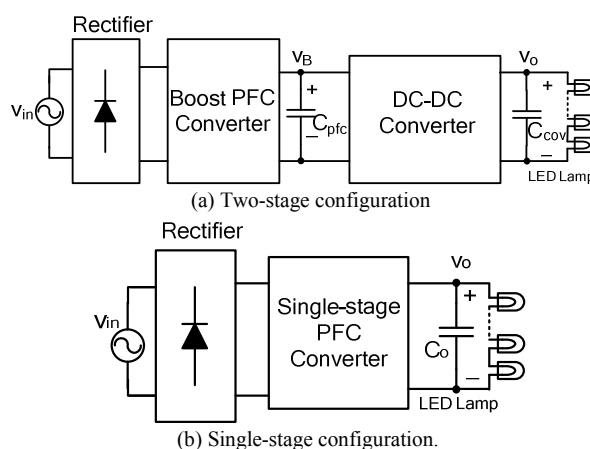 Rectifier
vin
Boost PFC
Converter
vB
+
Cpfc
–
DC-DC
Converter
vo
+
Ccov
–
LED Lamp
(a) Two-stage configuration
Rectifier
vin
Single-stage
PFC
Converter
vo
+
Co
–
LED Lamp
(b) Single-stage configuration.